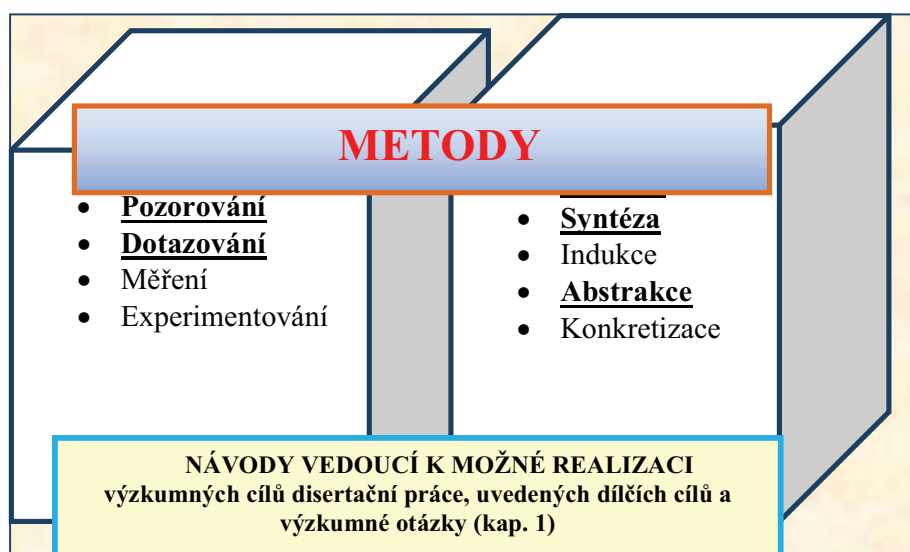 METODY
• Pozorování
• Dotazování
• Měření
• Experimentování
• Syntéza
• Indukce
• Abstrakce
• Konkretizace
NÁVODY VEDOUCÍ K MOŽNÉ REALIZACI
výzkumných cílů disertační práce, uvedených dílčích cílů a
výzkumné otázky (kap. 1)